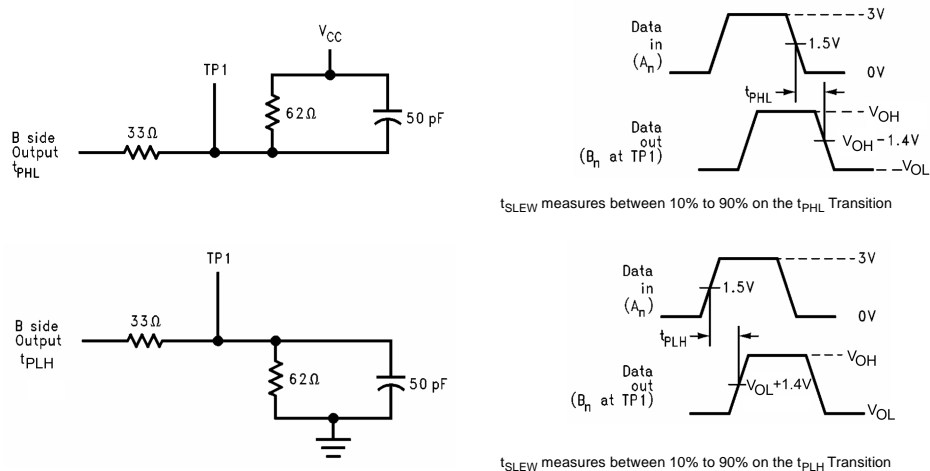 V_CC
TP1
62Ω
50 pF
33Ω
B side
Output
t_PHL
3V
Data
in
(A_n)
1.5V
0V
t_PHL
V_OH
Data
out
(B_n at TP1)
V_OH -1.4V
V_OL
t_SLEW measures between 10% to 90% on the t_PHL Transition
TP1
33Ω
B side
Output
t_PLH
62Ω
50 pF
3V
Data
in
(A_n)
1.5V
0V
t_PLH
V_OH
Data
out
(B_n at TP1)
V_OL+1.4V
V_OL
t_SLEW measures between 10% to 90% on the t_PLH Transition